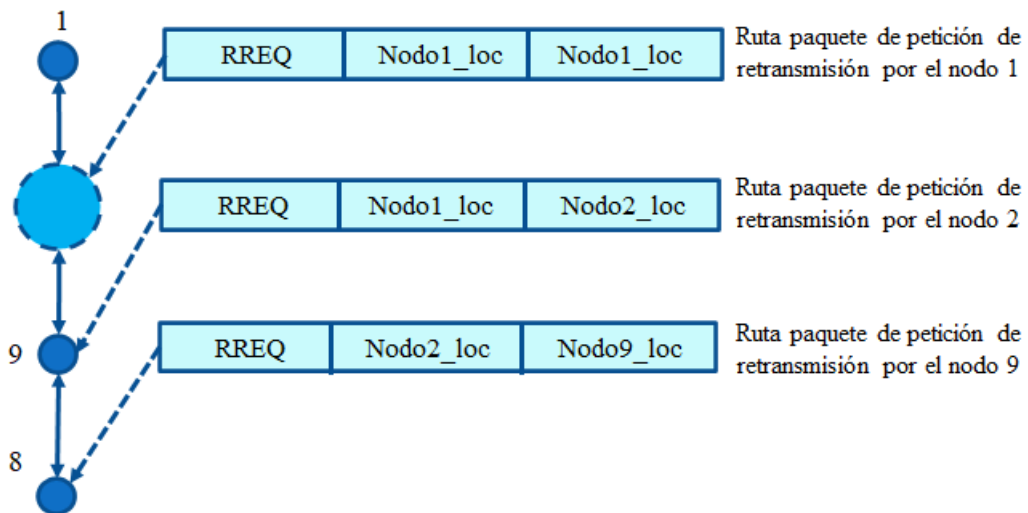 1
RREQ Nodo1_loc Nodo1_loc
Ruta paquete de petición de
retransmisión por el nodo 1
RREQ Nodo1_loc Nodo2_loc
Ruta paquete de petición de
retransmisión por el nodo 2
9
RREQ Nodo2_loc Nodo9_loc
Ruta paquete de petición de
retransmisión por el nodo 9
8